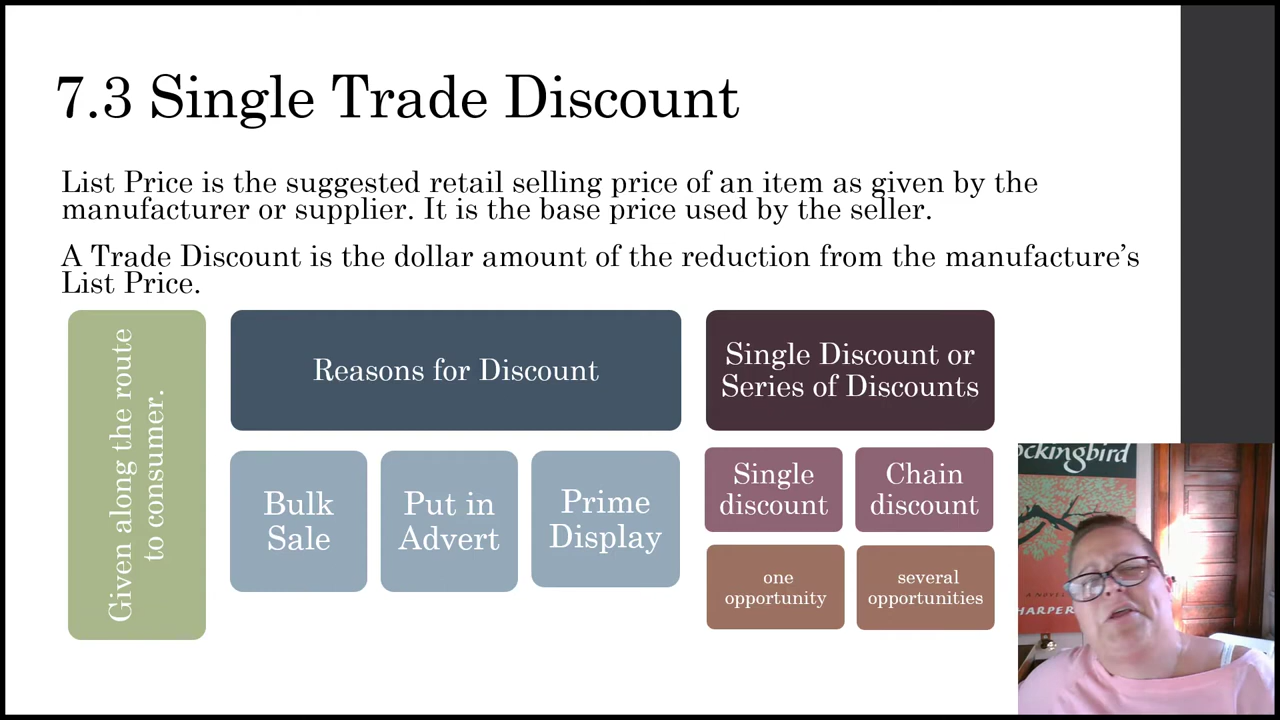 7.3 Single Trade Discount
List Price is the suggested retail selling price of an item as given by the
manufacturer or supplier. It is the base price used by the seller.
A Trade Discount is the dollar amount of the reduction from the manufacture’s
List Price.
Given along the route
to consumer.
Reasons for Discount
Bulk
Sale
Put in
Advert
Prime
Display
Single Discount or
Series of Discounts
Single
discount
Chain
discount
one
opportunity
several
opportunities
ockingbird
A NOVEL
HARPER